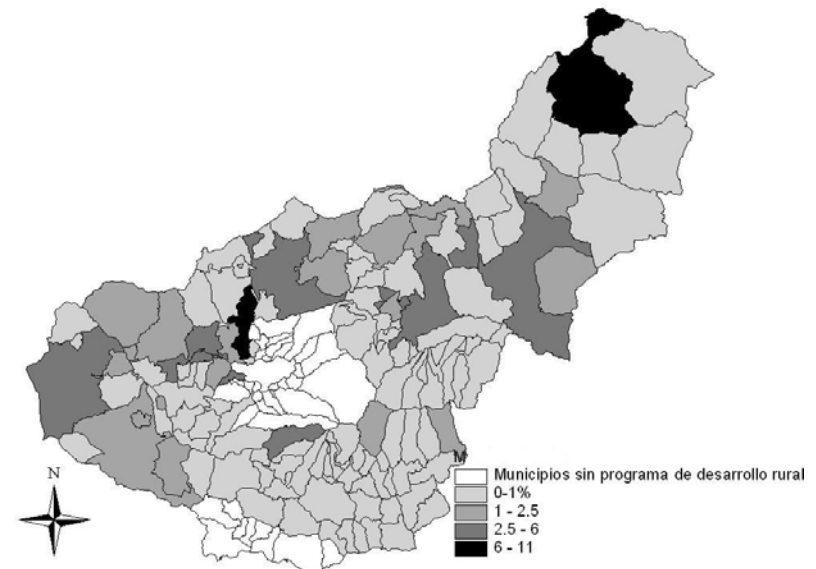 N
M
Municipios sin programa de desarrollo rural
0-1%
1 - 2.5
2.5 - 6
6 - 11